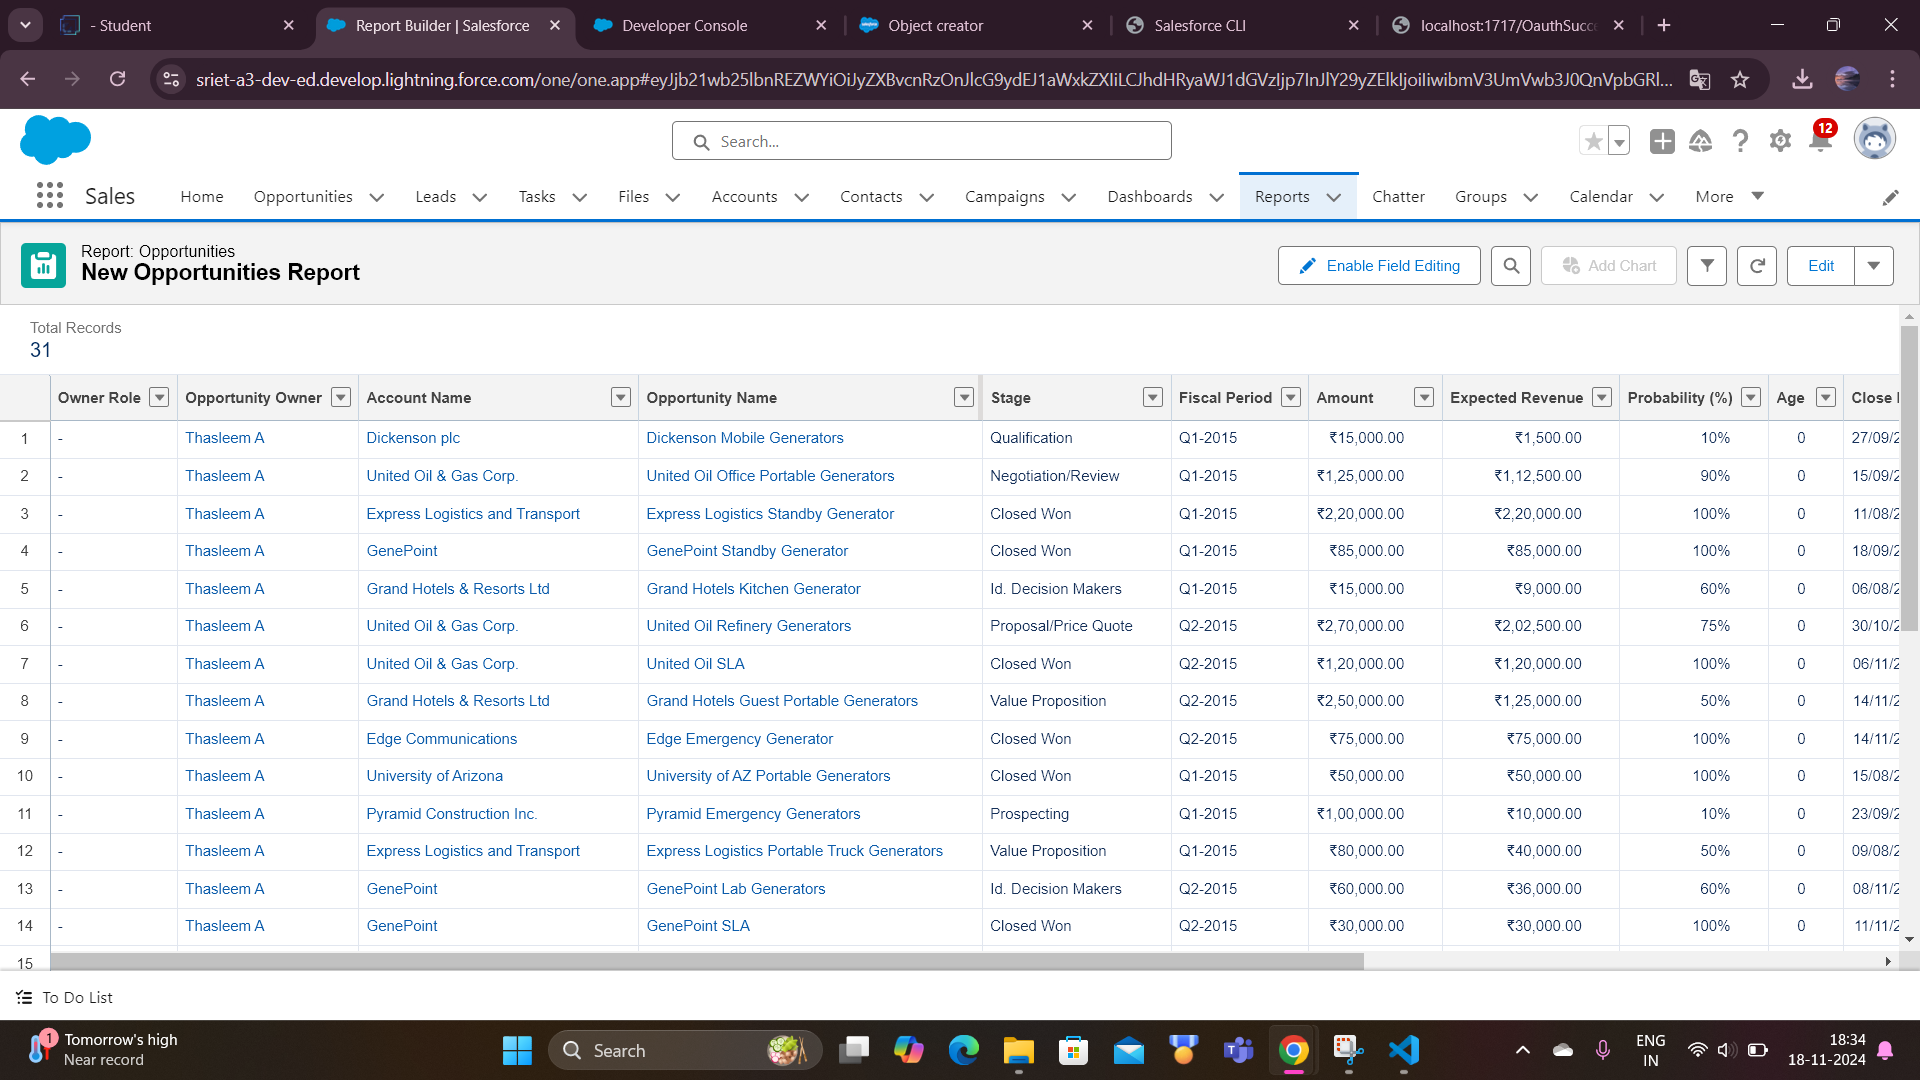 - Student
Report Builder | Salesforce
Developer Console
Object creator
Salesforce CLI
localhost:1717/OauthSucce
sriet-a3-dev-ed.develop.lightning.force.com/one/one.app#
Search...
12
Sales
Home
Opportunities
Leads
Tasks
Files
Accounts
Contacts
Campaigns
Dashboards
Reports
Chatter
Groups
Calendar
More
Report: Opportunities
New Opportunities Report
Enable Field Editing
Add Chart
Edit
Total Records
31
Owner Role Opportunity Owner Account Name Opportunity Name Stage Fiscal Period Amount Expected Revenue Probability (%) Age Close
1 - Thasleem A Dickenson plc Dickenson Mobile Generators Qualification Q1-2015 ₹15,000.00 ₹1,500.00 10% 0 27/09/2
2 - Thasleem A United Oil & Gas Corp. United Oil Office Portable Generators Negotiation/Review Q1-2015 ₹1,25,000.00 ₹1,12,500.00 90% 0 15/09/2
3 - Thasleem A Express Logistics and Transport Express Logistics Standby Generator Closed Won Q1-2015 ₹2,20,000.00 ₹2,20,000.00 100% 0 11/08/2
4 - Thasleem A GenePoint GenePoint Standby Generator Closed Won Q1-2015 ₹85,000.00 ₹85,000.00 100% 0 18/09/2
5 - Thasleem A Grand Hotels & Resorts Ltd Grand Hotels Kitchen Generator Id. Decision Makers Q1-2015 ₹15,000.00 ₹9,000.00 60% 0 06/08/2
6 - Thasleem A United Oil & Gas Corp. United Oil Refinery Generators Proposal/Price Quote Q2-2015 ₹2,70,000.00 ₹2,02,500.00 75% 0 30/10/2
7 - Thasleem A United Oil & Gas Corp. United Oil SLA Closed Won Q2-2015 ₹1,20,000.00 ₹1,20,000.00 100% 0 06/11/2
8 - Thasleem A Grand Hotels & Resorts Ltd Grand Hotels Guest Portable Generators Value Proposition Q2-2015 ₹2,50,000.00 ₹1,25,000.00 50% 0 14/11/2
9 - Thasleem A Edge Communications Edge Emergency Generator Closed Won Q2-2015 ₹75,000.00 ₹75,000.00 100% 0 14/11/2
10 - Thasleem A University of Arizona University of AZ Portable Generators Closed Won Q1-2015 ₹50,000.00 ₹50,000.00 100% 0 15/08/2
11 - Thasleem A Pyramid Construction Inc. Pyramid Emergency Generators Prospecting Q1-2015 ₹1,00,000.00 ₹10,000.00 10% 0 23/09/2
12 - Thasleem A Express Logistics and Transport Express Logistics Portable Truck Generators Value Proposition Q1-2015 ₹80,000.00 ₹40,000.00 50% 0 09/08/2
13 - Thasleem A GenePoint GenePoint Lab Generators Id. Decision Makers Q2-2015 ₹60,000.00 ₹36,000.00 60% 0 08/11/2
14 - Thasleem A GenePoint GenePoint SLA Closed Won Q2-2015 ₹30,000.00 ₹30,000.00 100% 0 11/11/2
15
To Do List
1
Tomorrow's high
Near record
Search
ENG
IN
18:34
18-11-2024